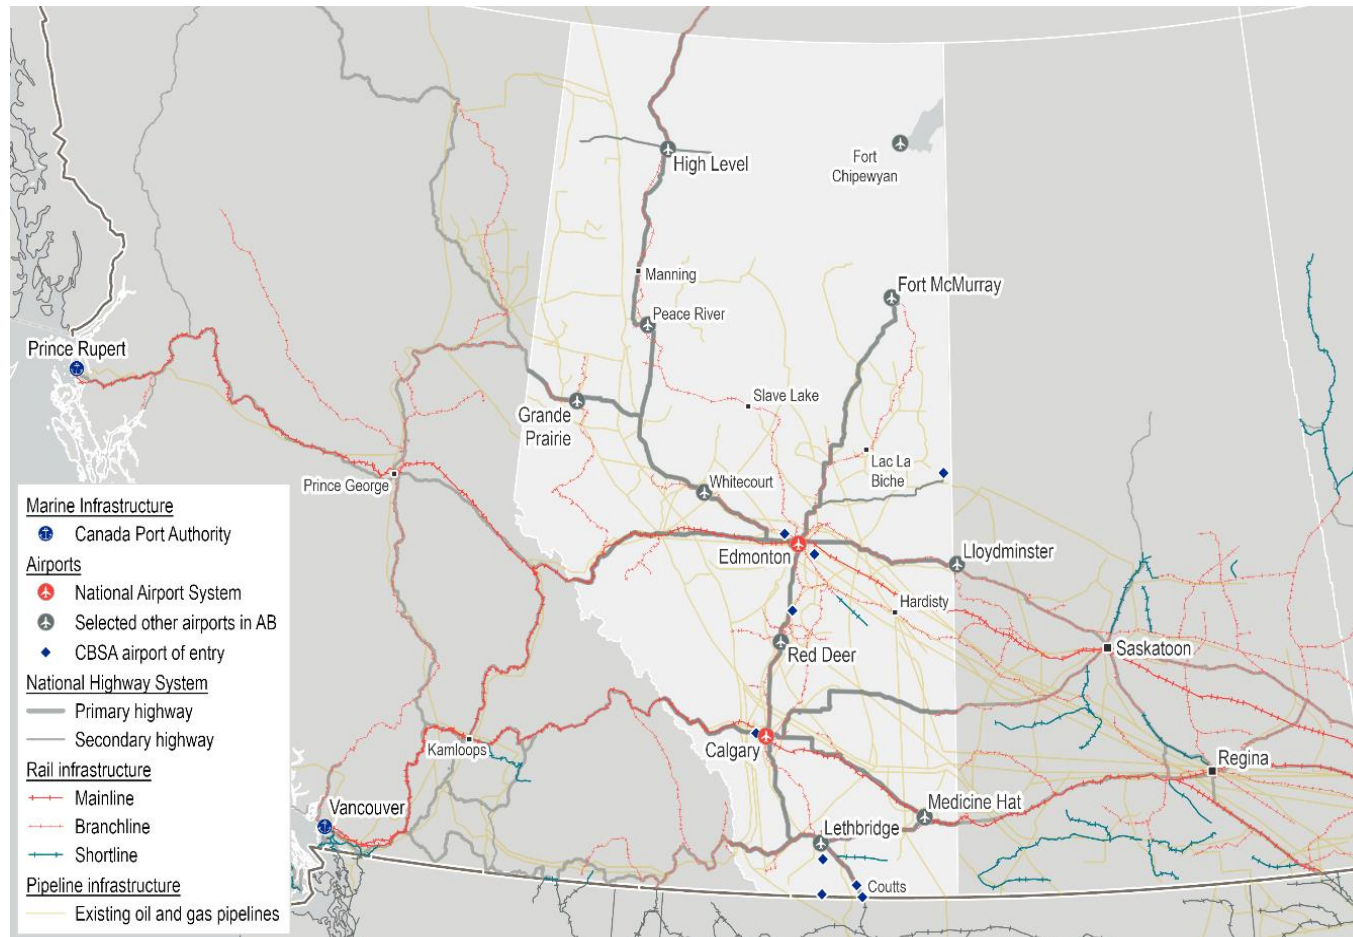 High Level
Fort
Chipewyan
Manning
Fort McMurray
Peace River
Prince Rupert
Slave Lake
Grande
Prairie
Lac La
Biche
Prince George
Whitecourt
Edmonton
Lloydminster
Hardisty
Red Deer
Saskatoon
Kamloops
Calgary
Regina
Vancouver
Medicine Hat
Lethbridge
Coutts
Marine Infrastructure
Canada Port Authority
Airports
National Airport System
Selected other airports in AB
CBSA airport of entry
National Highway System
Primary highway
Secondary highway
Rail infrastructure
Mainline
Branchline
Shortline
Pipeline infrastructure
Existing oil and gas pipelines